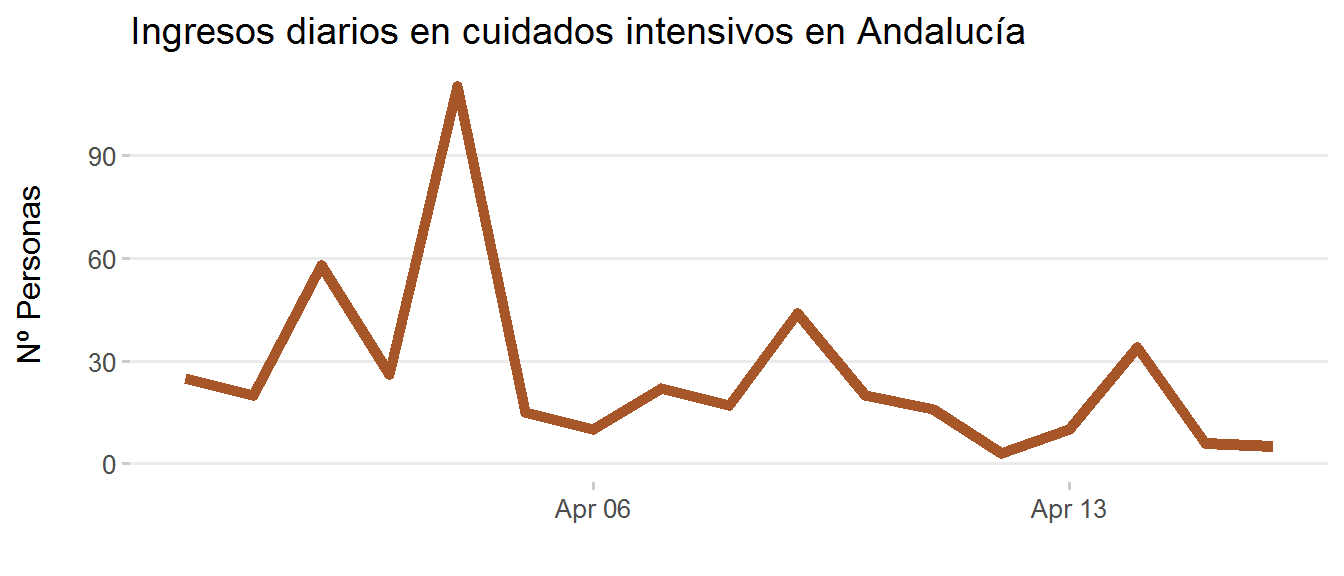 Ingresos diarios en cuidados intensivos en Andalucía
Nº Personas
90
60
30
0
Apr 06
Apr 13